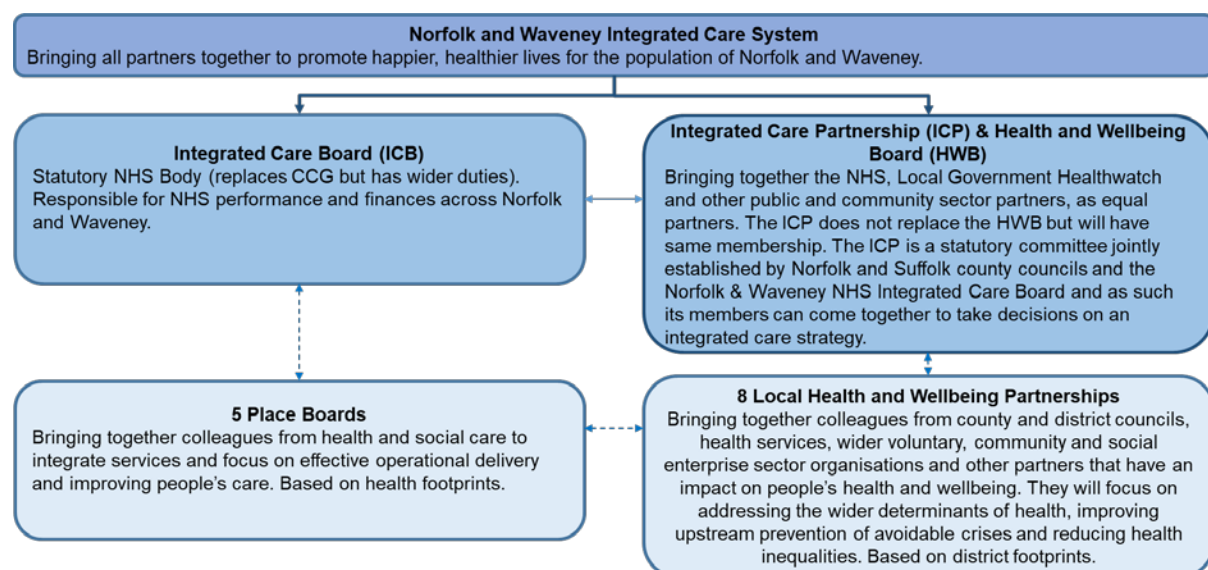 Norfolk and Waveney Integrated Care System
Bringing all partners together to promote happier, healthier lives for the population of Norfolk and Waveney.
Integrated Care Board (ICB)
Statutory NHS Body (replaces CCG but has wider duties).
Responsible for NHS performance and finances across Norfolk
and Waveney.
Integrated Care Partnership (ICP) & Health and Wellbeing
Board (HWB)
Bringing together the NHS, Local Government Healthwatch
and other public and community sector partners, as equal
partners. The ICP does not replace the HWB but will have
same membership. The ICP is a statutory committee jointly
established by Norfolk and Suffolk county councils and the
Norfolk & Waveney NHS Integrated Care Board and as such
its members can come together to take decisions on an
integrated care strategy.
5 Place Boards
Bringing together colleagues from health and social care to
integrate services and focus on effective operational delivery
and improving people's care. Based on health footprints.
8 Local Health and Wellbeing Partnerships
Bringing together colleagues from county and district councils,
health services, wider voluntary, community and social
enterprise sector organisations and other partners that have an
impact on people's health and wellbeing. They will focus on
addressing the wider determinants of health, improving
upstream prevention of avoidable crises and reducing health
inequalities. Based on district footprints.